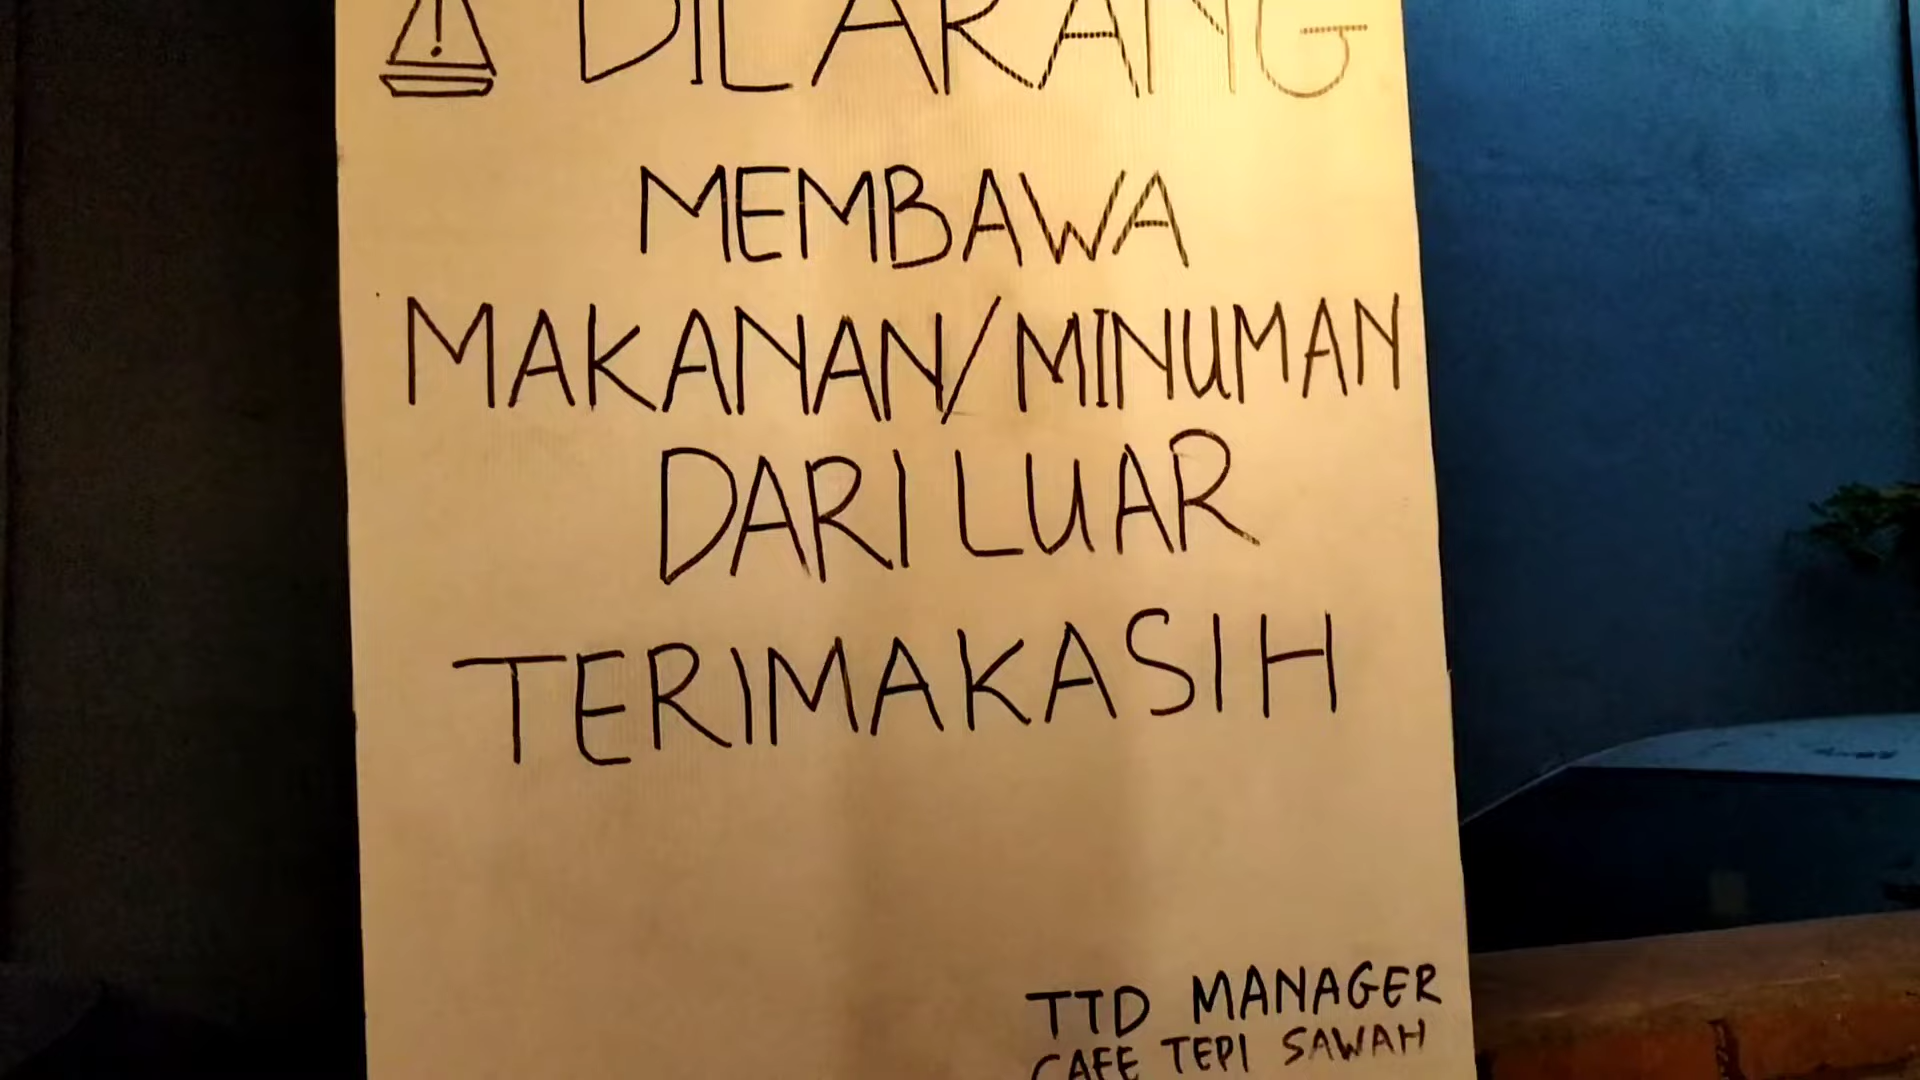 DILARANG
MEMBAWA
MAKANAN/MINUMAN
DARI LUAR
TERIMAKASIH
TTD MANAGER
CAFE TEPI SAWAH